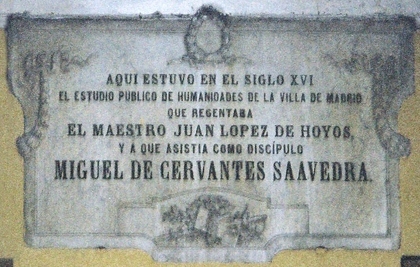 AQUI ESTUVO EN EL SIGLO XVI
EL ESTUDIO PUBLICO DE HUMANIDADES DE LA VILLA DE MADRID
QUE REGENTABA
EL MAESTRO JUAN LOPEZ DE HOYOS,
Y A QUE ASISTIA COMO DISCÍPULO
MIGUEL DE CERVANTES SAAVEDRA.